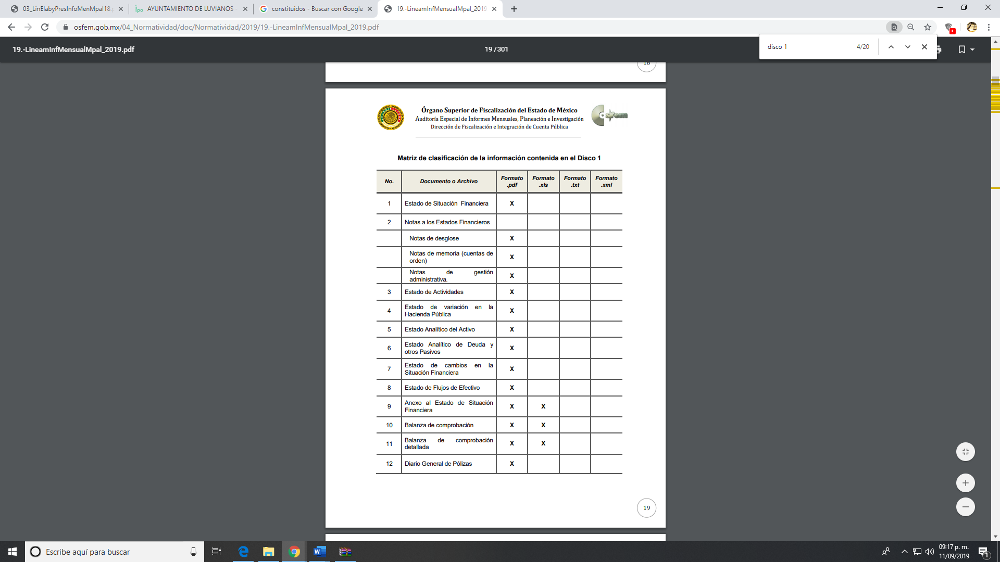 03_LinElabyPresInfoMenMpal18.p
AYUNTAMIENTO DE LUVIANOS -
constituidos - Buscar con Google
19.-LineamInfMensualMpal_2019
osfem.gob.mx/04_Normatividad/doc/Normatividad/2019/19.-LineamInfMensualMpal_2019.pdf
19.-LineamInfMensualMpal_2019.pdf
19 / 301
disco 1
4/20
18
Órgano Superior de Fiscalización del Estado de México
Auditoría Especial de Informes Mensuales, Planeación e Investigación
Dirección de Fiscalización e Integración de Cuenta Pública
osfem
Matriz de clasificación de la información contenida en el Disco 1
No. Documento o Archivo Formato .pdf Formato .xls Formato .txt Formato .xml
1 Estado de Situación Financiera X
2 Notas a los Estados Financieros
Notas de desglose X
Notas de memoria (cuentas de
orden) X
Notas de gestión
administrativa. X
3 Estado de Actividades X
4 Estado de variación en la
Hacienda Pública X
5 Estado Analítico del Activo X
6 Estado Analítico de Deuda y
otros Pasivos X
7 Estado de cambios en la
Situación Financiera X
8 Estado de Flujos de Efectivo X
9 Anexo al Estado de Situación
Financiera X X
10 Balanza de comprobación X X
11 Balanza de comprobación
detallada X X
12 Diario General de Pólizas X
19
Escribe aquí para buscar
09:17 p. m.
11/09/2019
1